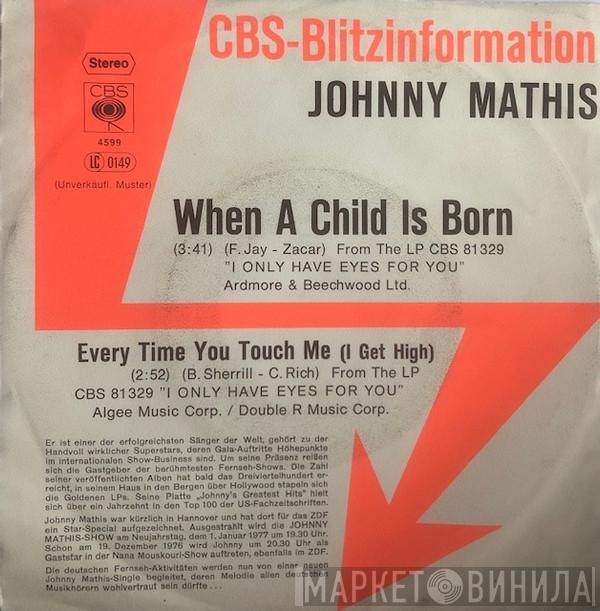 CBS-Blitzinformation
JOHNNY MATHIS
Stereo
CBS
4599
LC 0149
(Unverkäufl. Muster)
When A Child Is Born
(3:41) (F. Jay - Zacar) From The LP CBS 81329
"I ONLY HAVE EYES FOR YOU"
Ardmore & Beechwood Ltd.
Every Time You Touch Me (I Get High)
(2:52) (B. Sherrill - C. Rich) From The LP
CBS 81329 "I ONLY HAVE EYES FOR YOU"
Algee Music Corp. / Double R Music Corp.
Er ist einer der erfolgreichsten Sänger der Welt, gehört zu der
Handvoll wirklicher Superstars, deren Gala-Auftritte Höhepunkte
im internationalen Show-Business sind. Um seine Präsenz reißen
sich die Gastgeber der berühmtesten Fernseh-Shows. Die Zahl
seiner veröffentlichten Alben hat bald das Dreiviertelhundert er-
reicht, in seinem Haus in den Bergen über Hollywood stapeln sich
die Goldenen LPs. Seine Platte „Johnny's Greatest Hits" hielt
sich über ein Jahrzehnt in den Top 100 der US-Fachzeitschriften.
Johnny Mathis war kürzlich in Hannover und hat dort für das ZDF
ein Star-Special aufgezeichnet. Ausgestrahlt wird die JOHNNY
MATHIS-SHOW am Neujahrstag, dem 1. Januar 1977 um 19.30 Uhr.
Schon am 19. Dezember 1976 wird Johnny um 20.30 Uhr als
Gaststar in der Nana Mouskouri-Show auftreten, ebenfalls im ZDF.
Die deutschen Fernseh-Aktivitäten werden nun von einer neuen
Johnny Mathis-Single begleitet, deren Melodie allen deutschen
Musikhörern wohlvertraut sein dürfte . . .
МАРКЕТ ВИНИЛА